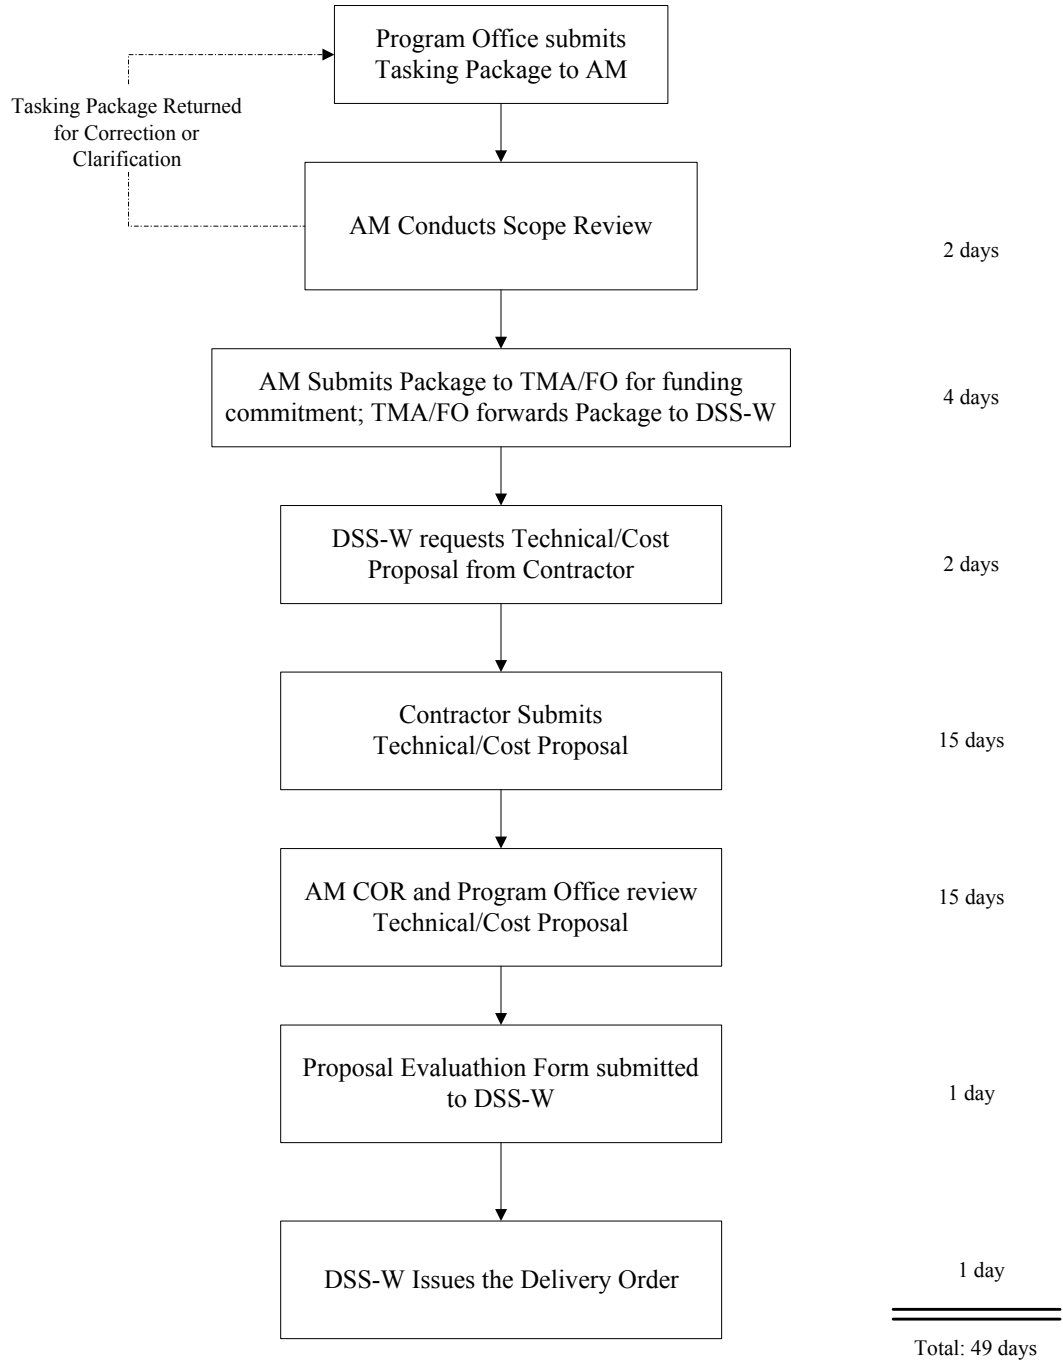 Program Office submits
Tasking Package to AM
Tasking Package Returned
for Correction or
Clarification
AM Conducts Scope Review
2 days
AM Submits Package to TMA/FO for funding
commitment; TMA/FO forwards Package to DSS-W
4 days
DSS-W requests Technical/Cost
Proposal from Contractor
2 days
Contractor Submits
Technical/Cost Proposal
15 days
AM COR and Program Office review
Technical/Cost Proposal
15 days
Proposal Evaluathion Form submitted
to DSS-W
1 day
DSS-W Issues the Delivery Order
1 day
Total: 49 days